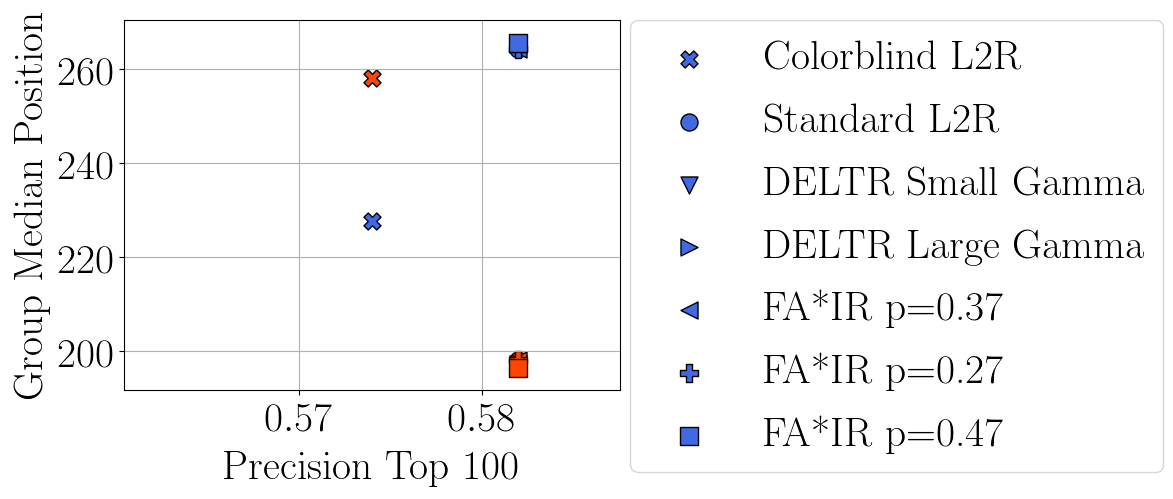 Group Median Position
260
240
220
200
0.57
0.58
Precision Top 100
Colorblind L2R
Standard L2R
DELTR Small Gamma
DELTR Large Gamma
FA*IR p=0.37
FA*IR p=0.27
FA*IR p=0.47